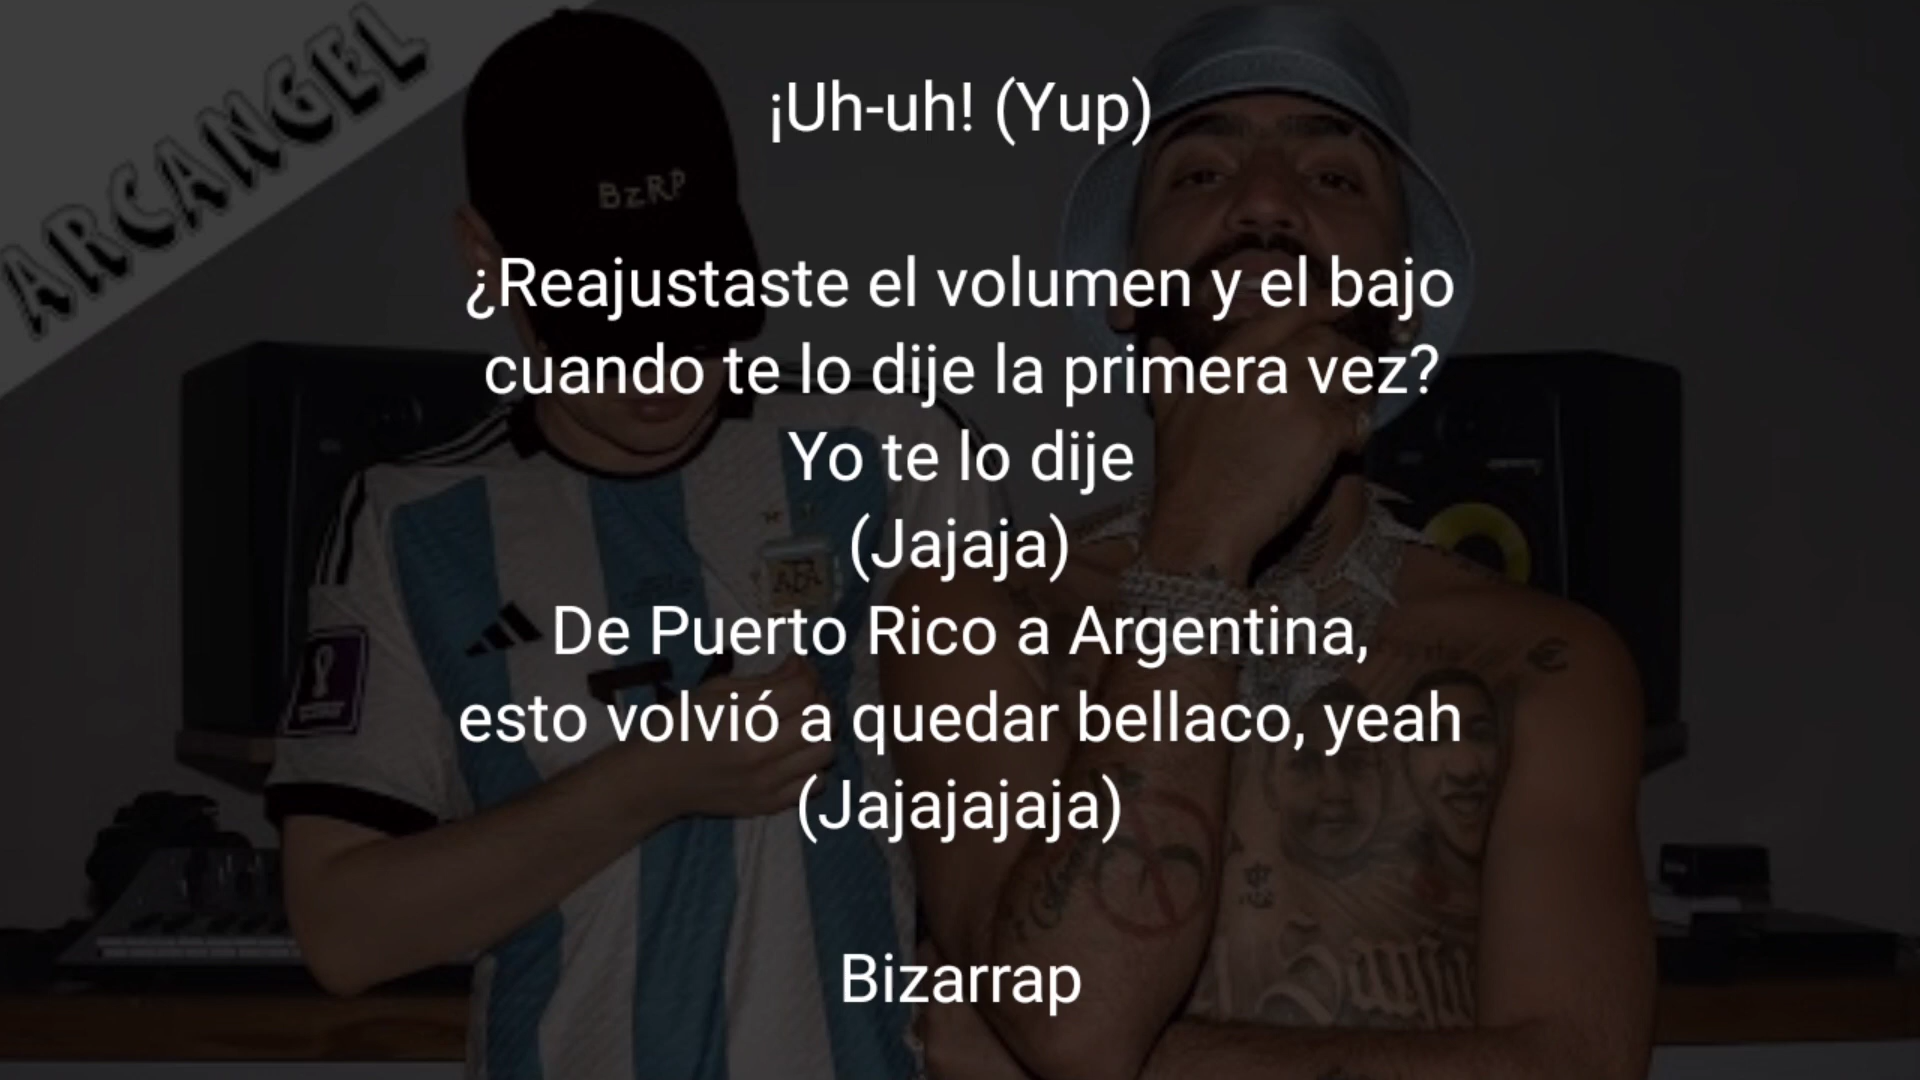 ARCANGEL
BZRP
¡Uh-uh! (Yup)
¿Reajustaste el volumen y el bajo
cuando te lo dije la primera vez?
Yo te lo dije
(Jajaja)
De Puerto Rico a Argentina,
esto volvió a quedar bellaco, yeah
(Jajajajaja)
Bizarrap
AFA
€